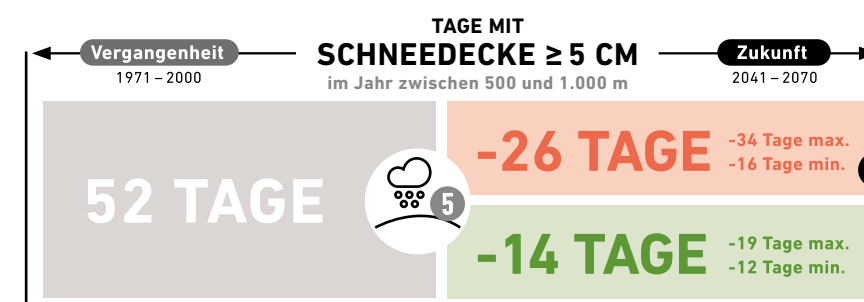 TAGE MIT
Vergangenheit
SCHNEEDECKE ≥ 5 CM
Zukunft
1971 – 2000
im Jahr zwischen 500 und 1.000 m
2041 – 2070
52 TAGE
5
-26 TAGE
-34 Tage max.
-16 Tage min.
-14 TAGE
-19 Tage max.
-12 Tage min.